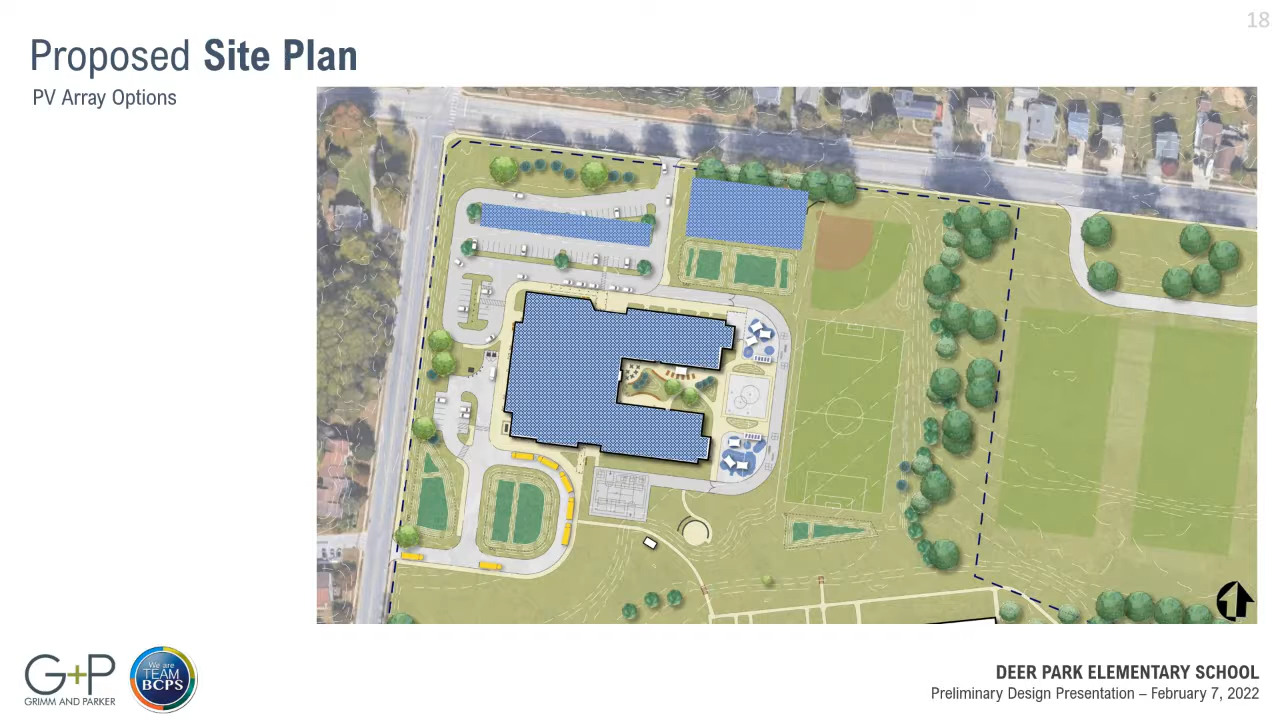 18
Proposed Site Plan
PV Array Options
G+P
GRIMM AND PARKER
We are
TEAM
BCPS
DEER PARK ELEMENTARY SCHOOL
Preliminary Design Presentation – February 7, 2022